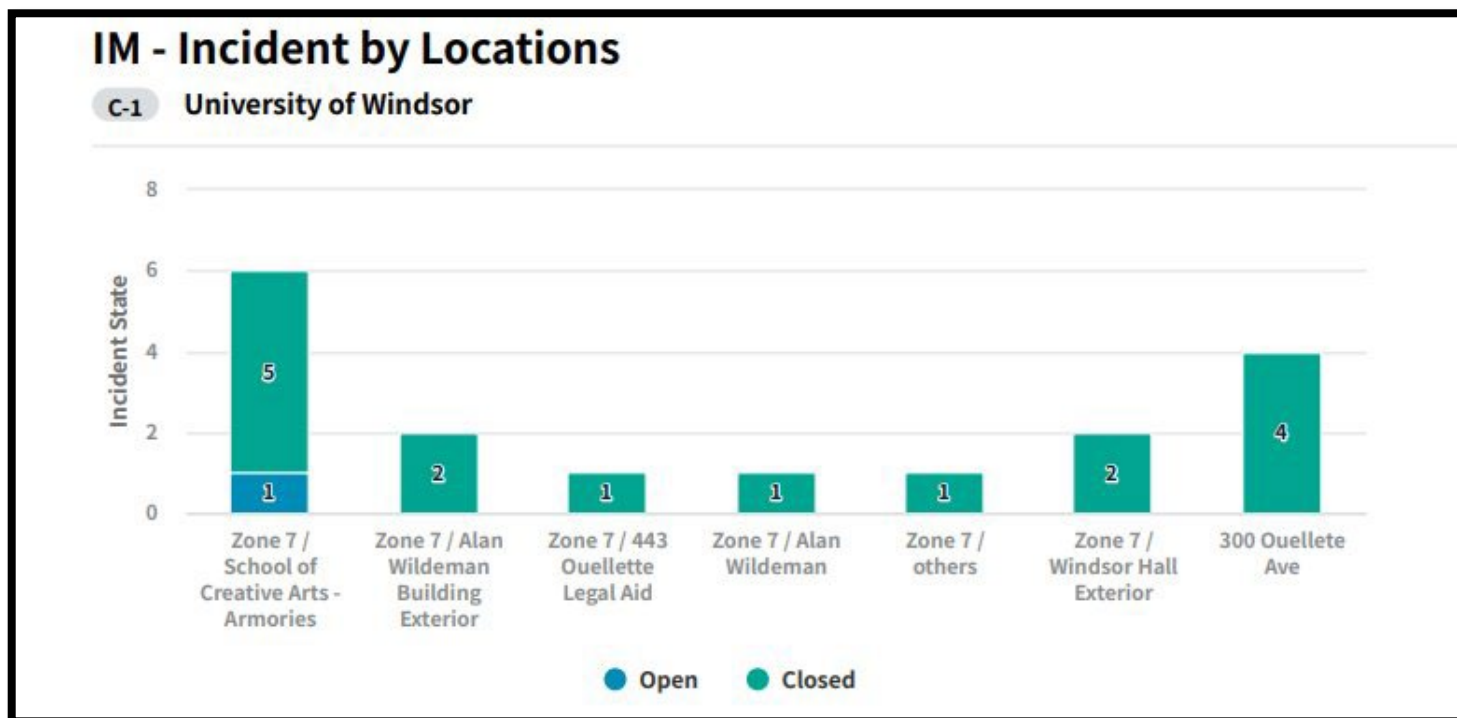 IM - Incident by Locations
C-1 University of Windsor
8
6
4
2
0
Incident State
5
1
2
1
1
1
2
4
Zone 7 /
School of
Creative Arts -
Armories
Zone 7 / Alan
Wildeman
Building
Exterior
Zone 7 / 443
Ouellette
Legal Aid
Zone 7 / Alan
Wildeman
Zone 7 /
others
Zone 7 /
Windsor Hall
Exterior
300 Ouellete
Ave
Open Closed